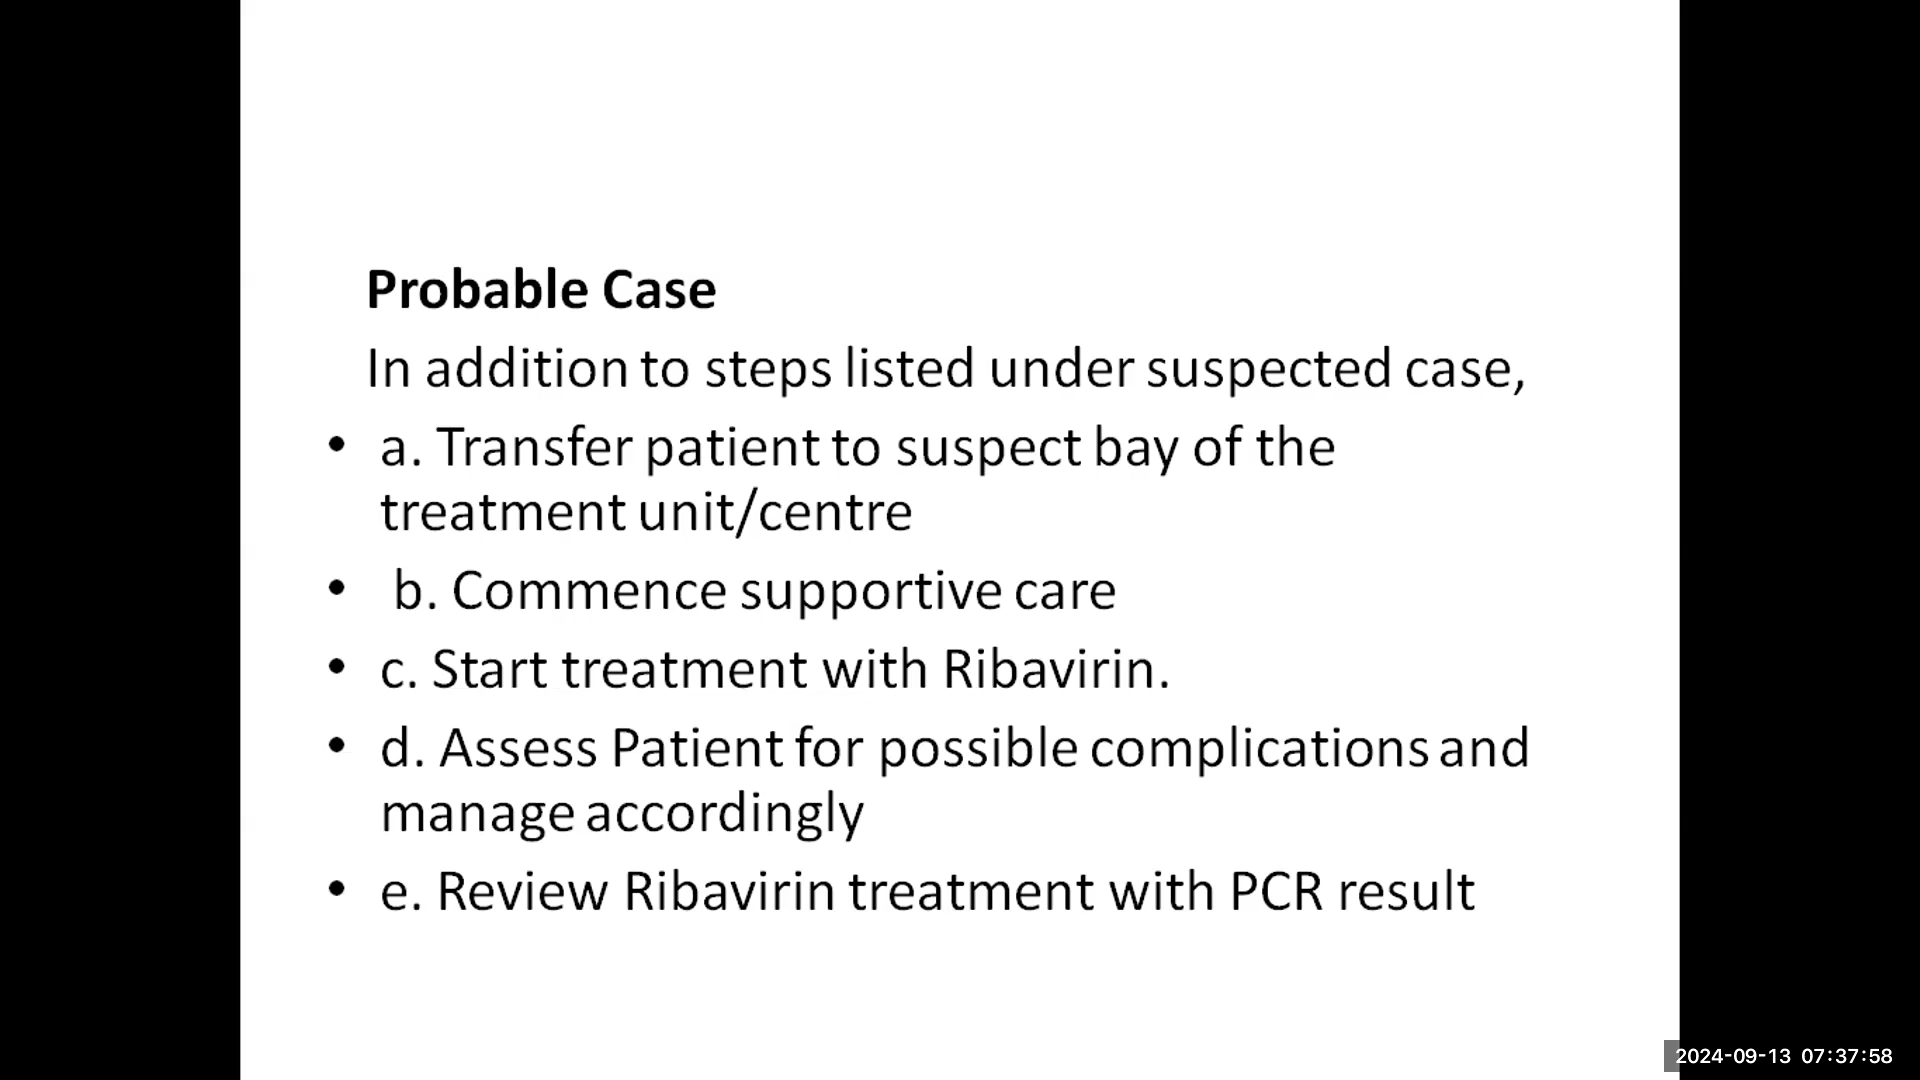 Probable Case
In addition to steps listed under suspected case,
• a. Transfer patient to suspect bay of the
treatment unit/centre
• b. Commence supportive care
• c. Start treatment with Ribavirin.
• d. Assess Patient for possible complications and
manage accordingly
• e. Review Ribavirin treatment with PCR result
2024-09-13 07:37:58